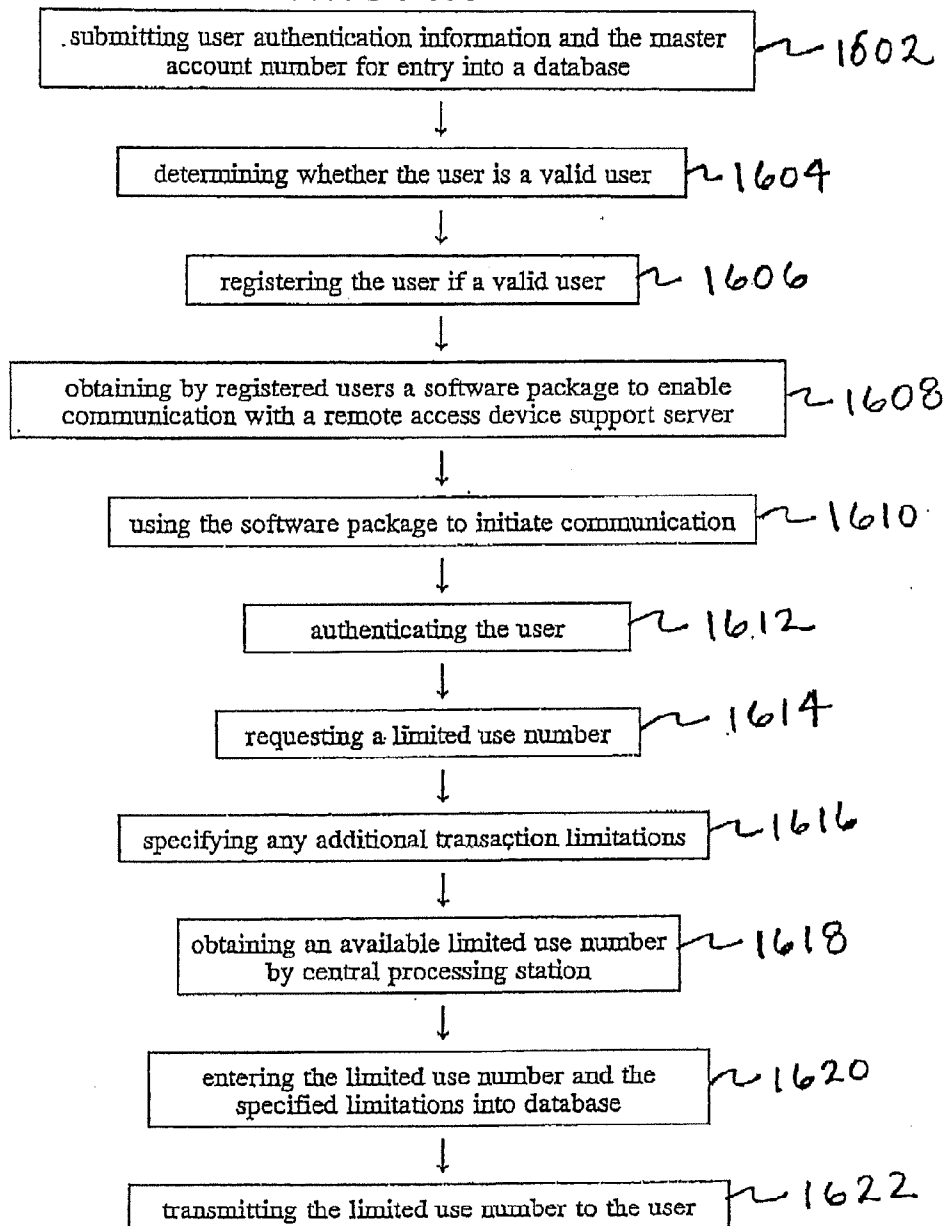 .submitting user authentication information and the master 1602
account number for entry into a database
determining whether the user is a valid user 1604
registering the user if a valid user 1606
obtaining by registered users a software package to enable
communication with a remote access device support server 1608
using the software package to initiate communication 1610
authenticating the user 1612
requesting a limited use number 1614
specifying any additional transaction limitations 1616
obtaining an available limited use number 1618
by central processing station
entering the limited use number and the 1620
specified limitations into database
transmitting the limited use number to the user 1622